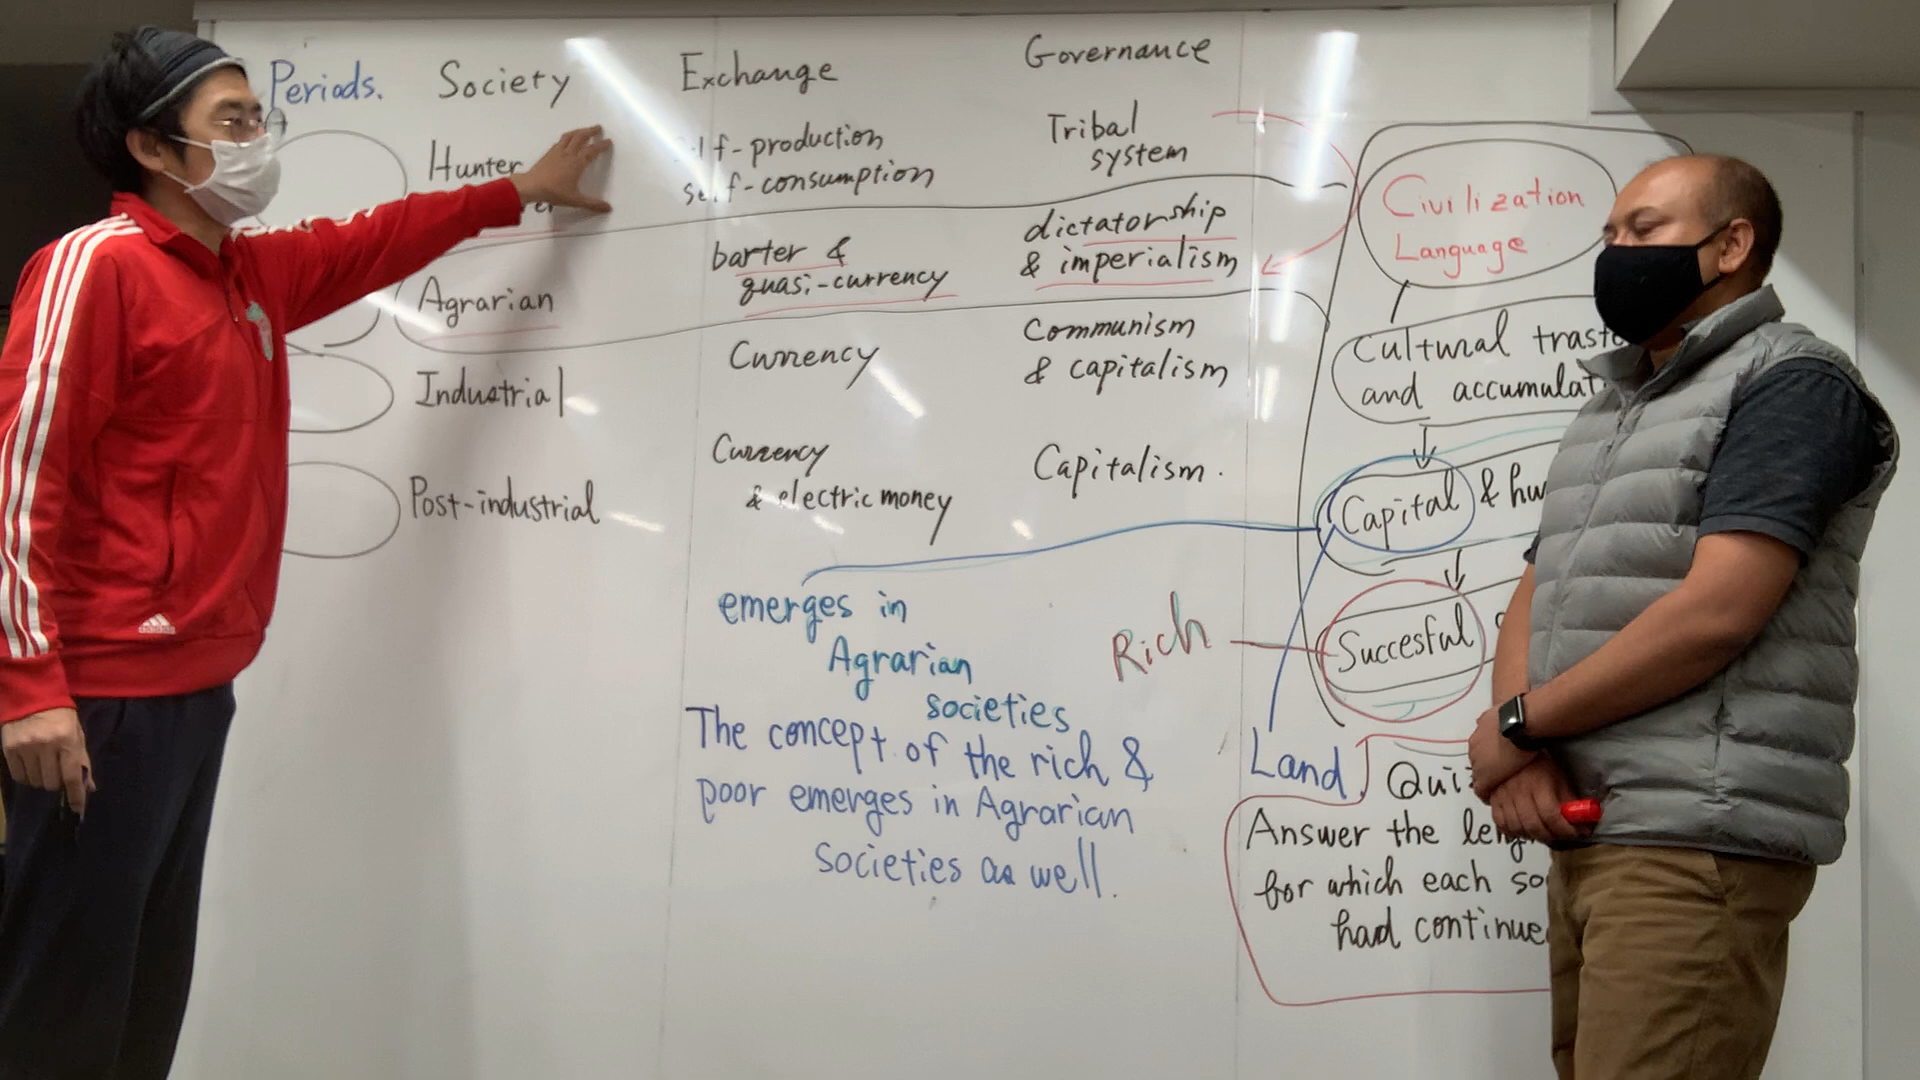 Periods. Society Exchange Governance
Hunter
self-production
self-consumption
Tribal
system
Agrarian
barter &
quasi-currency
dictatorship
& imperialism
Industrial
Currency
Communism
& capitalism
Post-industrial
Currency
& electric money
Capitalism.
emerges in
Agrarian
societies
The concept of the rich &
poor emerges in Agrarian
societies as well.
Civilization
Language
Cultural
and
Capital &
Succesful
Rich
Land
Answer the
for which each
had
adidas